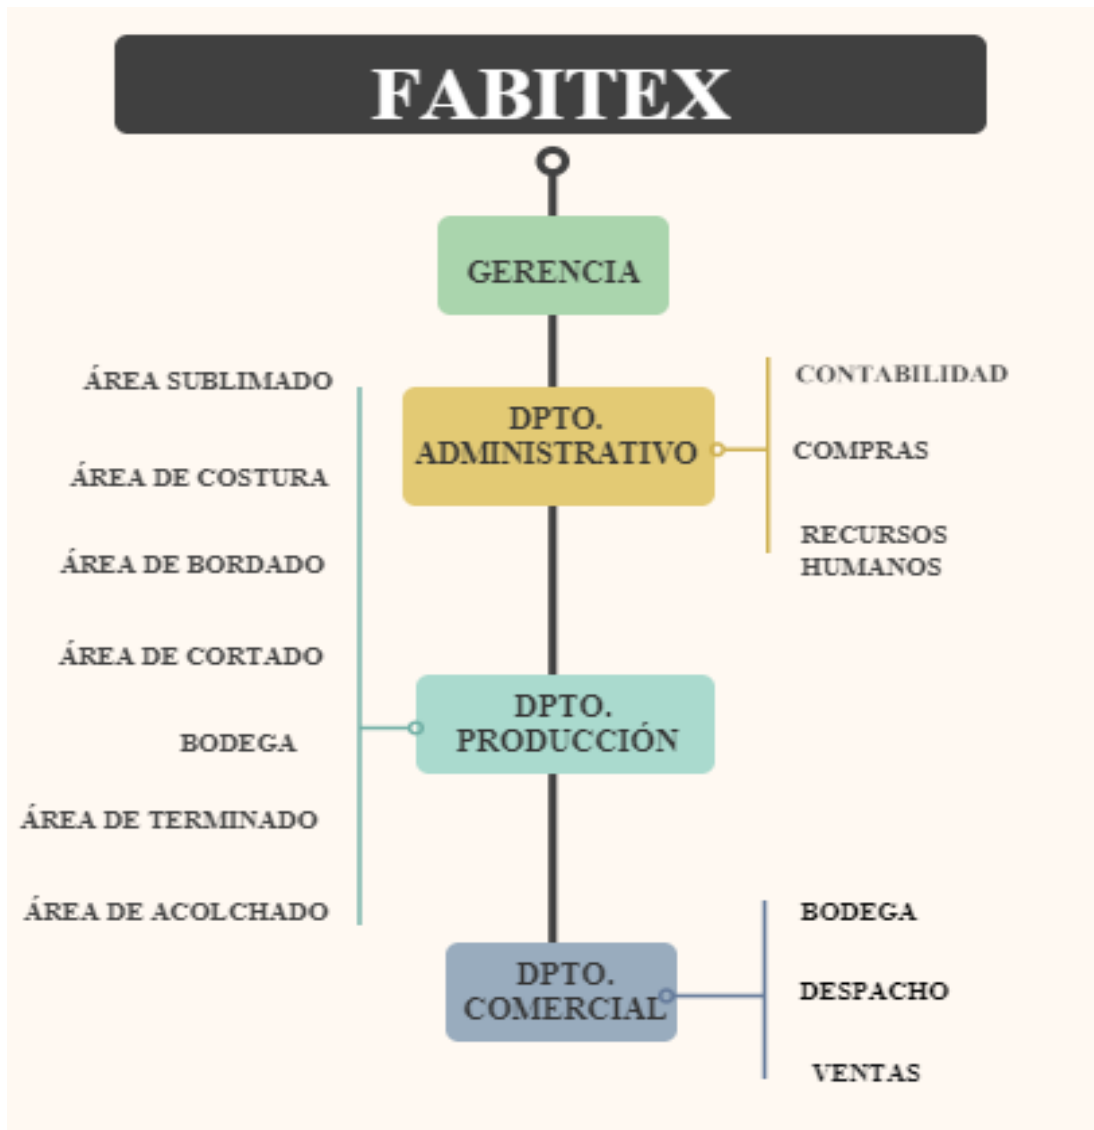 FABITEX
GERENCIA
DPTO.
ADMINISTRATIVO
CONTABILIDAD
COMPRAS
RECURSOS
HUMANOS
ÁREA SUBLIMADO
ÁREA DE COSTURA
ÁREA DE BORDADO
ÁREA DE CORTADO
BODEGA
ÁREA DE TERMINADO
ÁREA DE ACOLCHADO
DPTO.
PRODUCCIÓN
DPTO.
COMERCIAL
BODEGA
DESPACHO
VENTAS